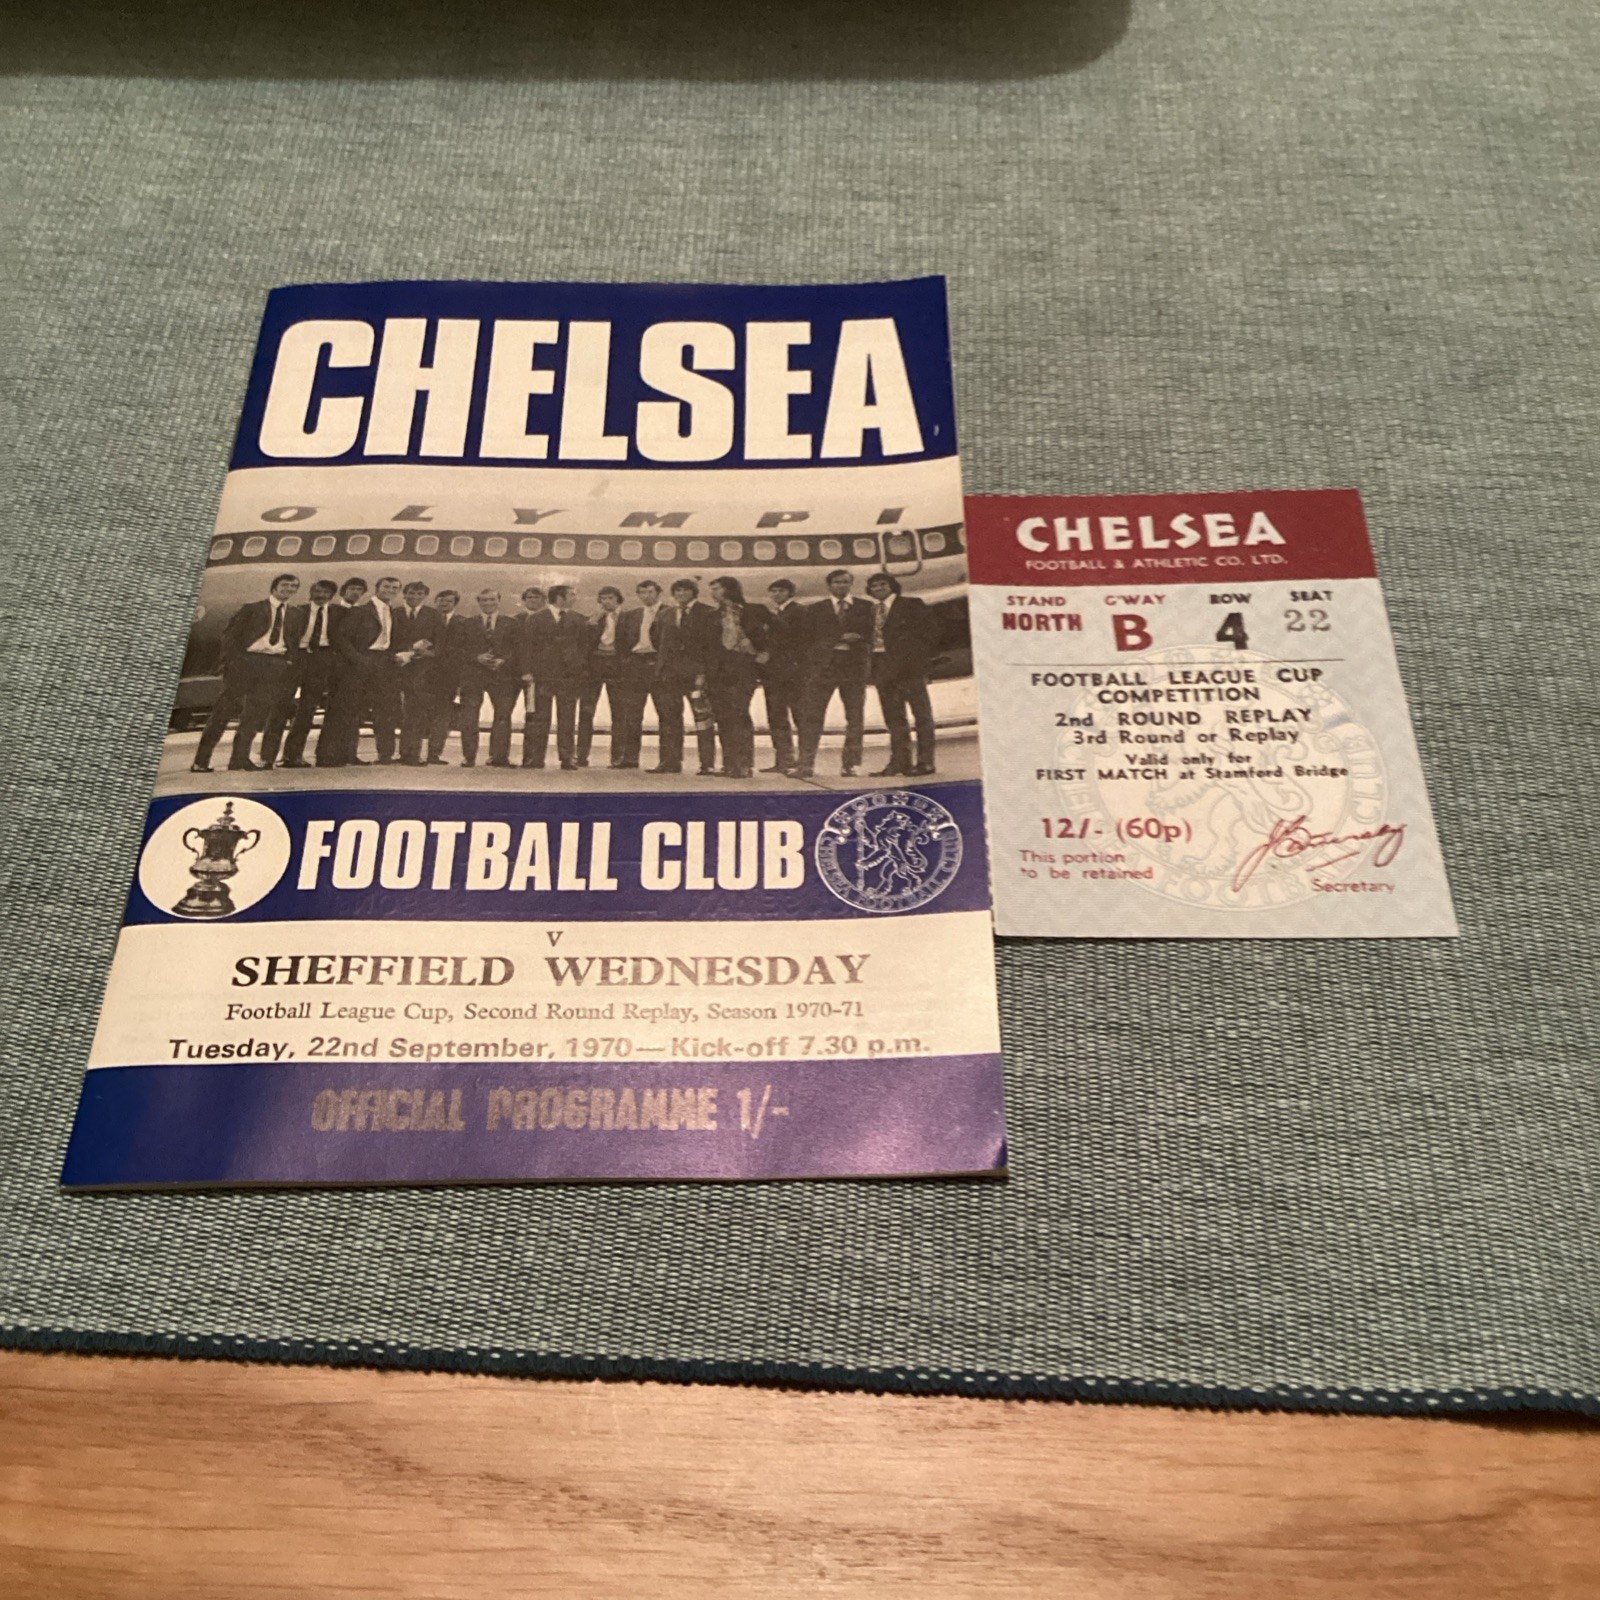 CHELSEA
OLYMPI
FOOTBALL CLUB
CHELSEA FOOTBALL CLUB
v
SHEFFIELD WEDNESDAY
Football League Cup, Second Round Replay, Season 1970-71
Tuesday, 22nd September, 1970—Kick-off 7.30 p.m.
OFFICIAL PROGRAMME 1/-
CHELSEA
FOOTBALL & ATHLETIC CO. LTD.
STAND G'WAY ROW SEAT
NORTH B 4 22
FOOTBALL LEAGUE CUP
COMPETITION
2nd ROUND REPLAY
3rd Round or Replay
Valid only for
FIRST MATCH at Stamford Bridge
12/- (60p)
This portion
to be retained
Secretary